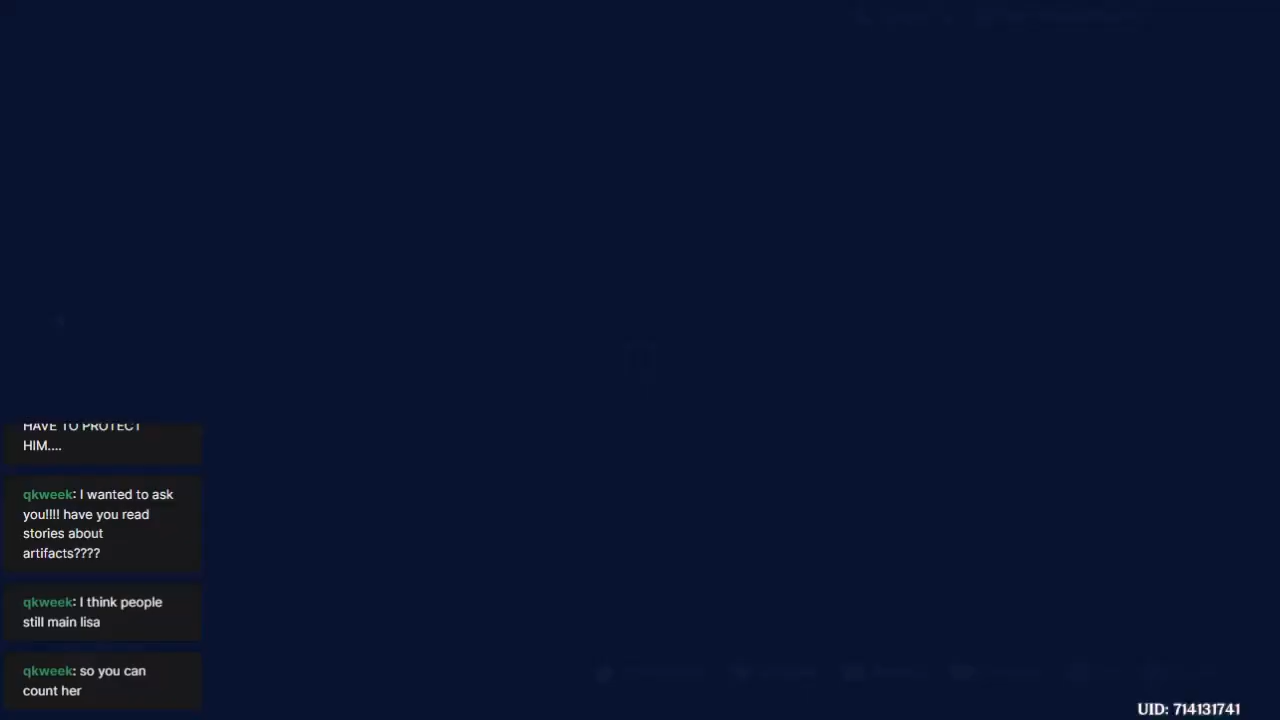 HAVE TO PROTECT
HIM....
qkweek: I wanted to ask
you!!!! have you read
stories about
artifacts????
qkweek: I think people
still main lisa
qkweek: so you can
count her
UID: 714131741